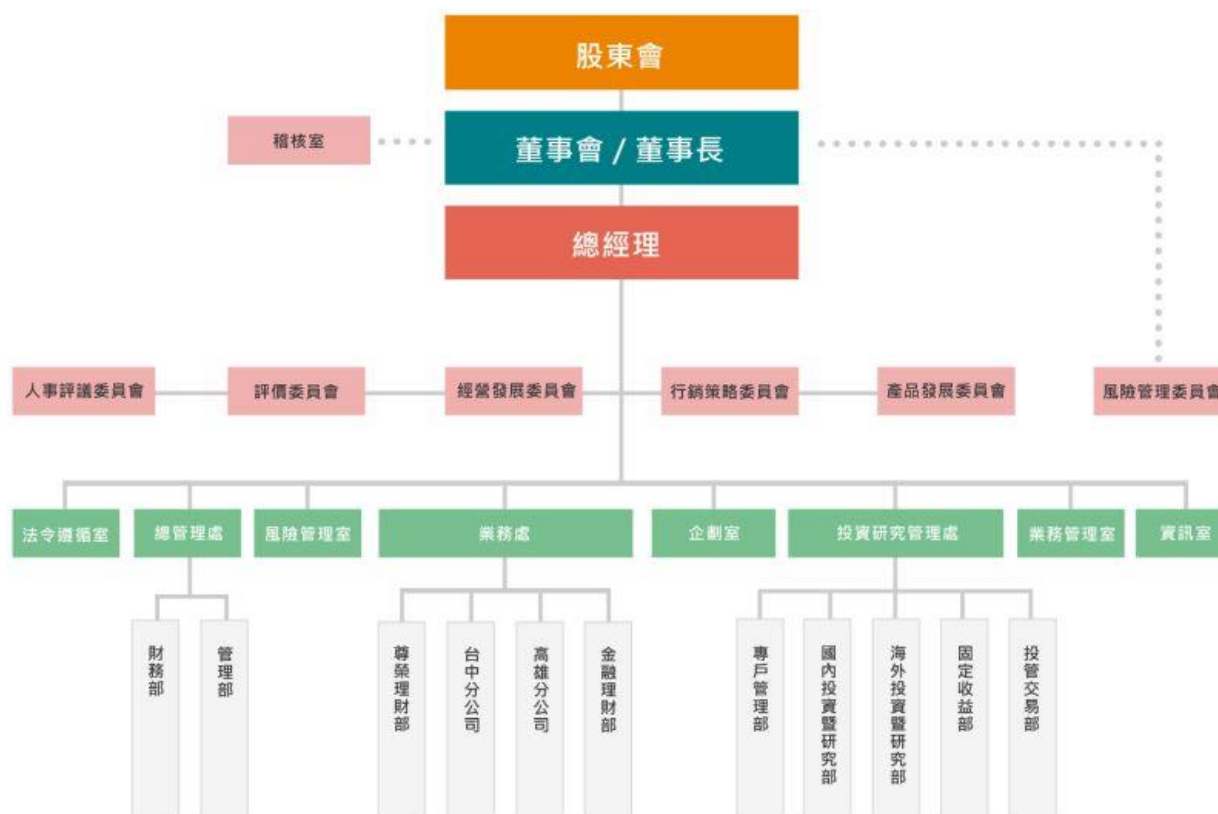 股東會
稽核室
董事會 / 董事長
總經理
人事評議委員會
評價委員會
經營發展委員會
行銷策略委員會
產品發展委員會
風險管理委員會
法令遵循室
總管理處
風險管理室
業務處
企劃室
投資研究管理處
業務管理室
資訊室
財務部
管理部
尊榮理財部
台中分公司
高雄分公司
金融理財部
專戶管理部
國內投資暨研究部
海外投資暨研究部
固定收益部
投管交易部